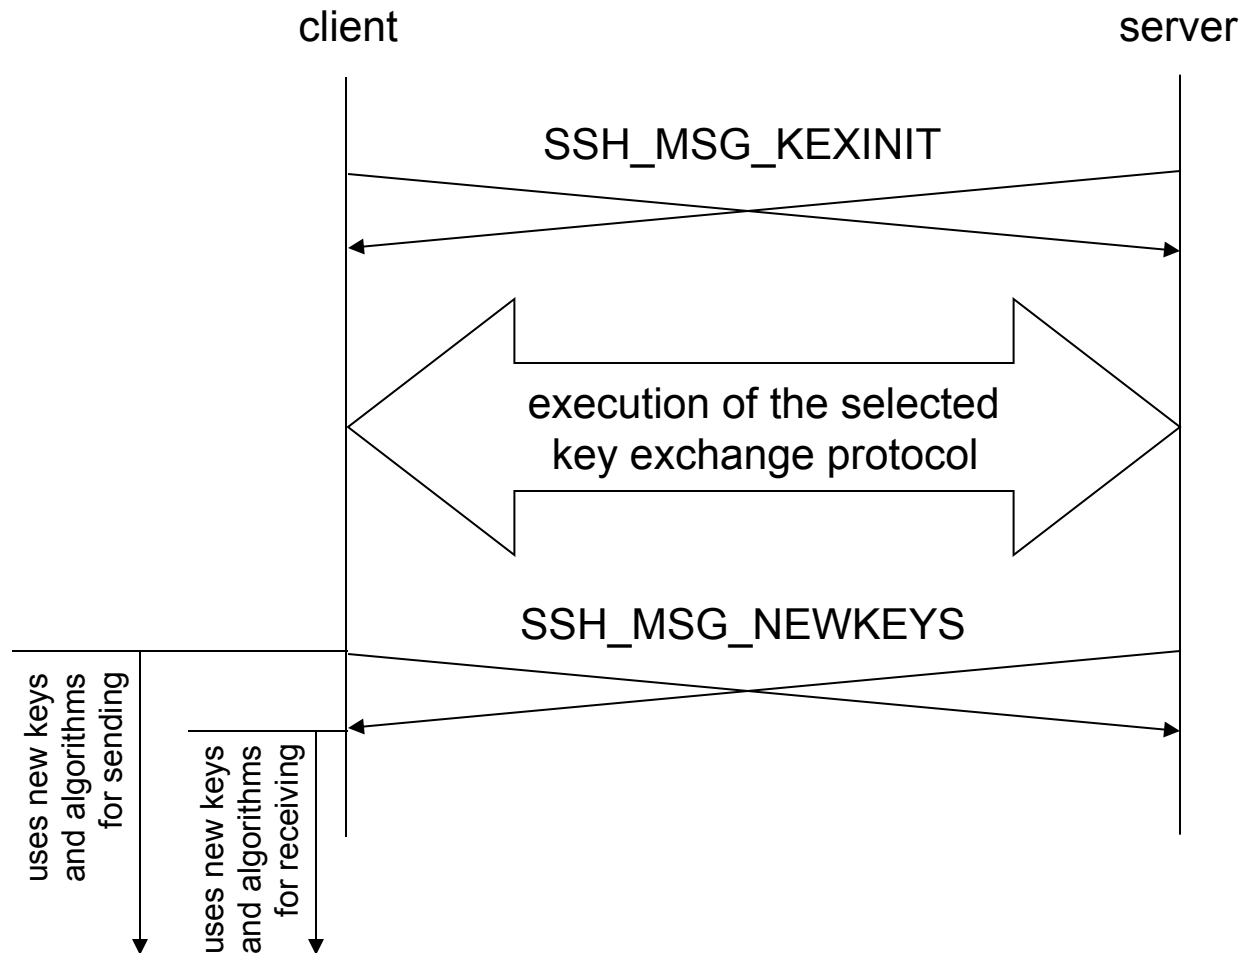 client
server
SSH_MSG_KEXINIT
execution of the selected
key exchange protocol
SSH_MSG_NEWKEYS
uses new keys
and algorithms
for sending
uses new keys
and algorithms
for receiving